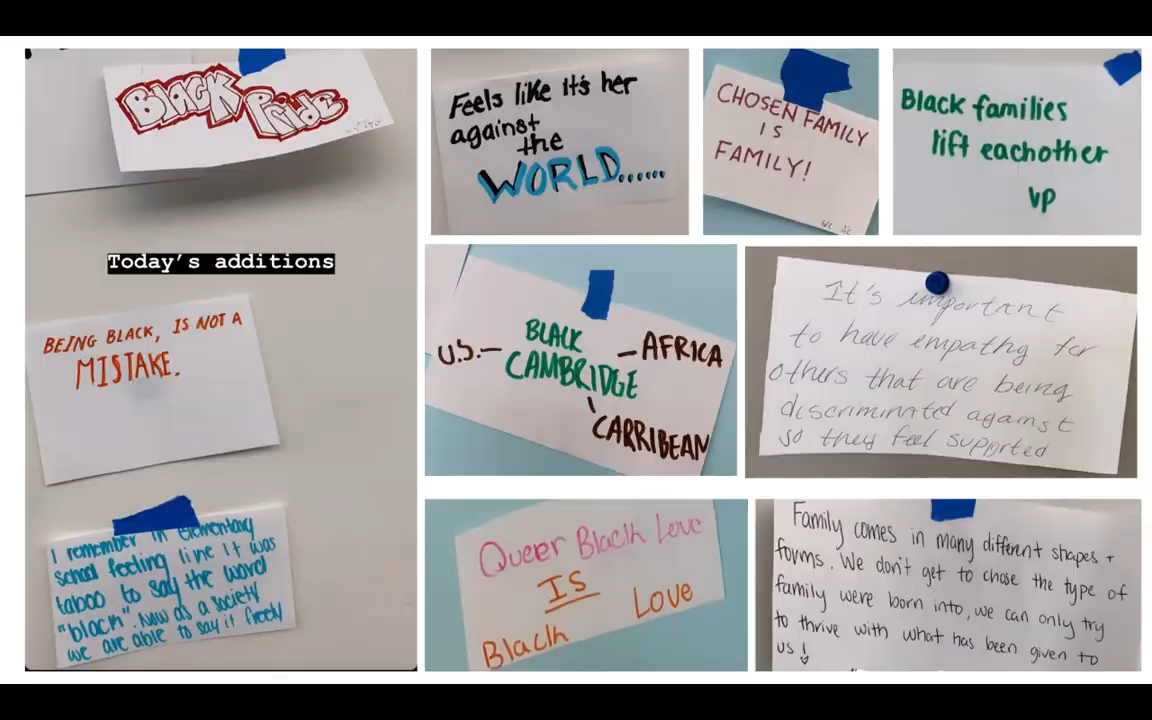 BLACK Pride
Today's additions
BEING BLACK, IS NOT A
MISTAKE.
I remember in Elementary
school feeling like It was
taboo to say the word
"black". Now as a society
we are able to say it freely
Feels like it's her
against
the
WORLD......
CHOSEN FAMILY
IS
FAMILY!
Black families
lift eachother
up
U.S.— BLACK CAMBRIDGE — AFRICA
CARRIBEAN
It's important
to have empathy for
others that are being
discriminated against
so they feel supported
Queer Black Love
IS
Black Love
Family comes in many different shapes +
forms. We don't get to chose the type of
family were born into, we can only try
to thrive with what has been given to
us!